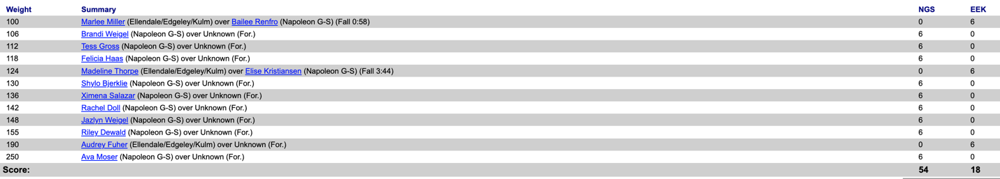 Weight Summary NGS EEK
100 Marlee Miller (Ellendale/Edgeley/Kulm) over Bailee Renfro (Napoleon G-S) (Fall 0:58) 0 6
106 Brandi Weigel (Napoleon G-S) over Unknown (For.) 6 0
112 Tess Gross (Napoleon G-S) over Unknown (For.) 6 0
118 Felicia Haas (Napoleon G-S) over Unknown (For.) 6 0
124 Madeline Thorpe (Ellendale/Edgeley/Kulm) over Elise Kristiansen (Napoleon G-S) (Fall 3:44) 0 6
130 Shylo Bjerklie (Napoleon G-S) over Unknown (For.) 6 0
136 Ximena Salazar (Napoleon G-S) over Unknown (For.) 6 0
142 Rachel Doll (Napoleon G-S) over Unknown (For.) 6 0
148 Jazlyn Weigel (Napoleon G-S) over Unknown (For.) 6 0
155 Riley Dewald (Napoleon G-S) over Unknown (For.) 6 0
190 Audrey Fuher (Ellendale/Edgeley/Kulm) over Unknown (For.) 0 6
250 Ava Moser (Napoleon G-S) over Unknown (For.) 6 0
Score: 54 18